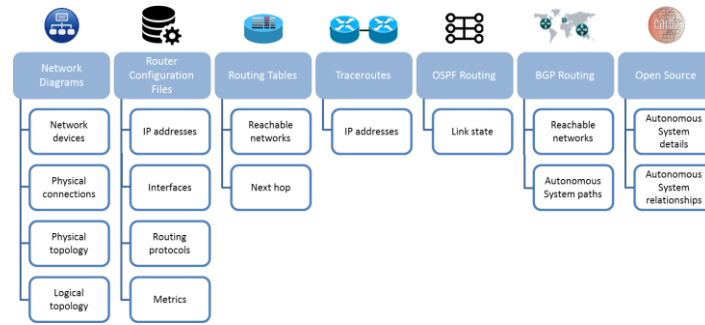 Network
Diagrams
Router
Configuration
Files
Routing Tables
Traceroutes
OSPF Routing
BGP Routing
Open Source
Network
devices
Physical
connections
Physical
topology
Logical
topology
IP addresses
Interfaces
Routing
protocols
Metrics
Reachable
networks
Next hop
IP addresses
Link state
Reachable
networks
Autonomous
System paths
Autonomous
System
details
Autonomous
System
relationships